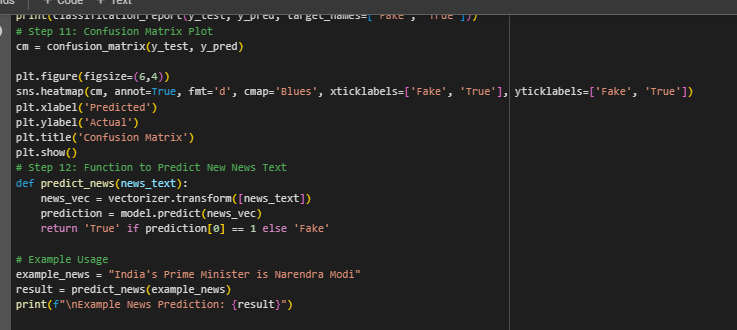 + Code + Text
print(classification_report(y_test, y_pred, target_names=['Fake', 'True']))
# Step 11: Confusion Matrix Plot
cm = confusion_matrix(y_test, y_pred)
plt.figure(figsize=(6,4))
sns.heatmap(cm, annot=True, fmt='d', cmap='Blues', xticklabels=['Fake', 'True'], yticklabels=['Fake', 'True'])
plt.xlabel('Predicted')
plt.ylabel('Actual')
plt.title('Confusion Matrix')
plt.show()
# Step 12: Function to Predict New News Text
def predict_news(news_text):
    news_vec = vectorizer.transform([news_text])
    prediction = model.predict(news_vec)
    return 'True' if prediction[0] == 1 else 'Fake'
# Example Usage
example_news = "India's Prime Minister is Narendra Modi"
result = predict_news(example_news)
print(f"\nExample News Prediction: {result}")